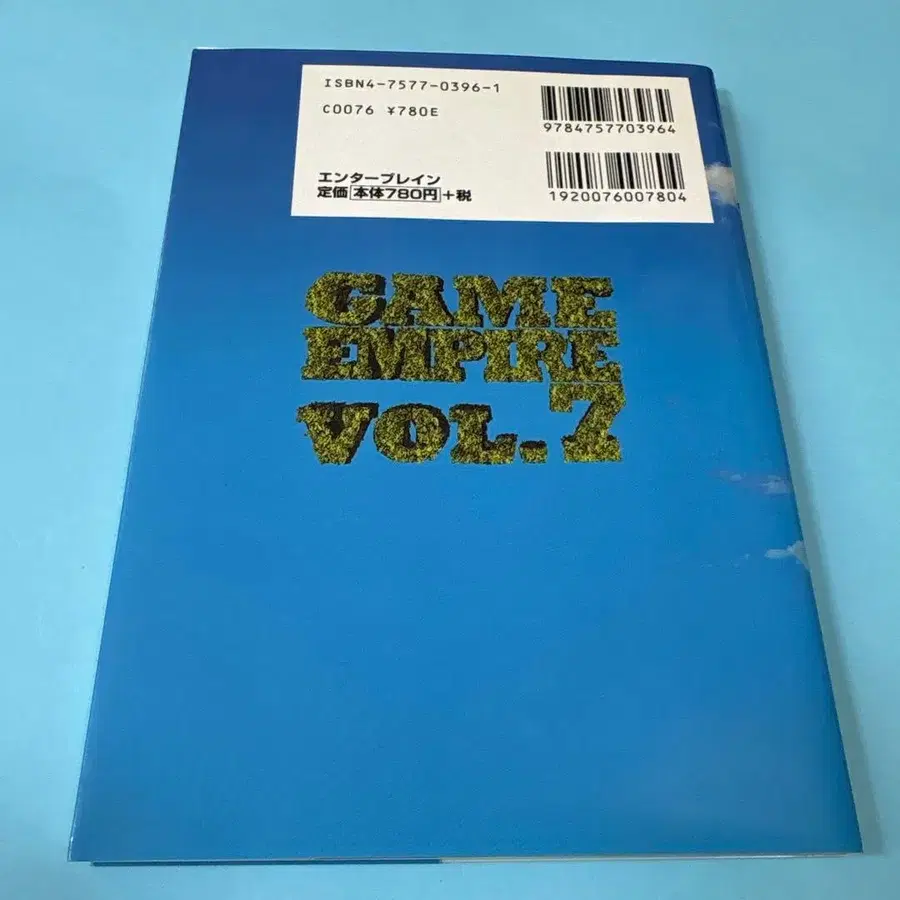 ISBN4-7577-0396-1
C0076 ¥780E
9784757703964
エンターブレイン
定価 本体780円 +税
1920076007804
GAME
EMPIRE
VOL.7